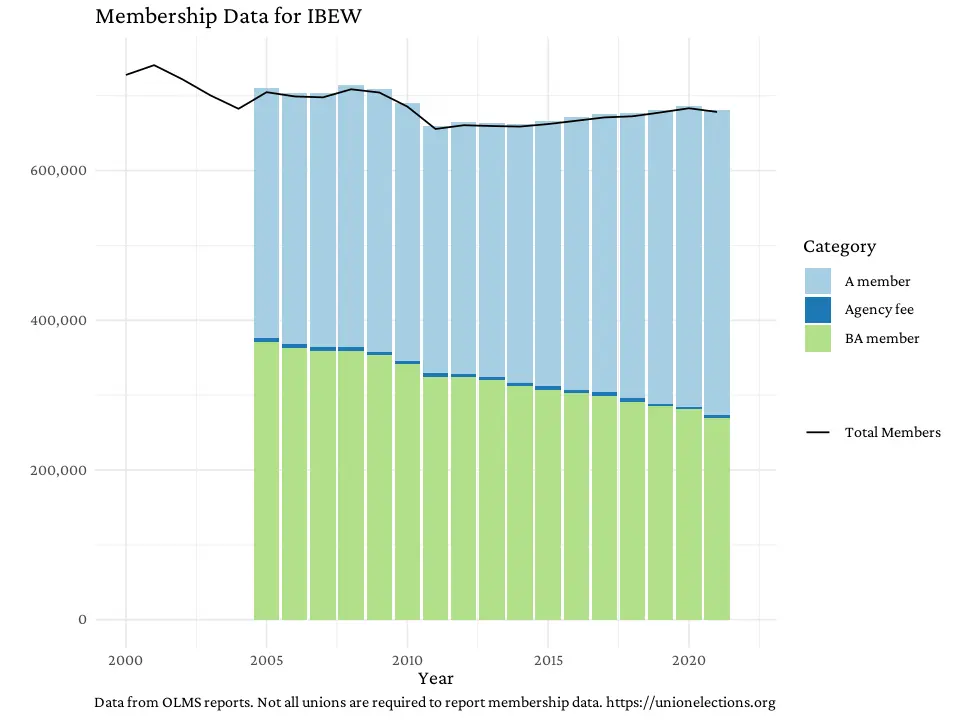 Membership Data for IBEW
600,000
400,000
200,000
0
2000 2005 2010 2015 2020
Year
Category
A member
Agency fee
BA member
Total Members
Data from OLMS reports. Not all unions are required to report membership data. https://unionelections.org